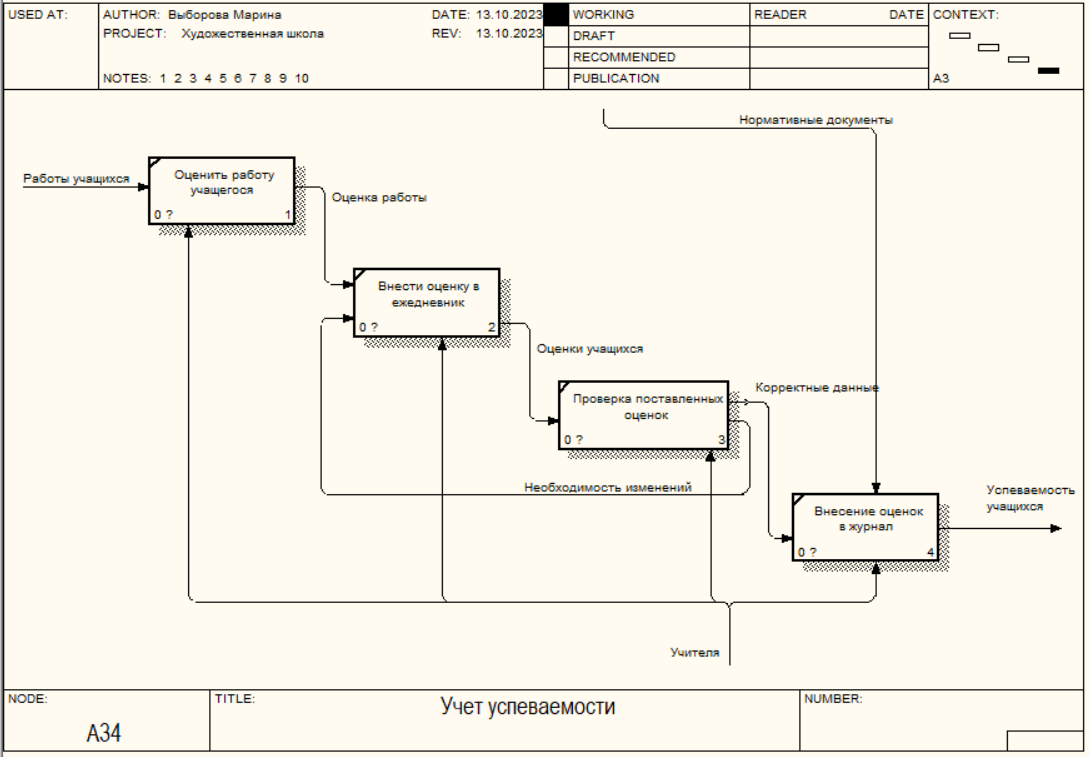 USED AT:
AUTHOR: Выборова Марина
DATE: 13.10.2023
WORKING
READER
DATE
CONTEXT:
PROJECT: Художественная школа
REV: 13.10.2023
DRAFT
RECOMMENDED
NOTES: 1 2 3 4 5 6 7 8 9 10
PUBLICATION
A3
Нормативные документы
Работы учащихся
Оценить работу
учащегося
0 ?
1
Оценка работы
Внести оценку в
ежедневник
0 ?
2
Оценки учащихся
Проверка поставленных
оценок
0 ?
3
Корректные данные
Необходимость изменений
Внесение оценок
в журнал
0 ?
4
Успеваемость
учащихся
Учителя
NODE:
A34
TITLE:
Учет успеваемости
NUMBER: